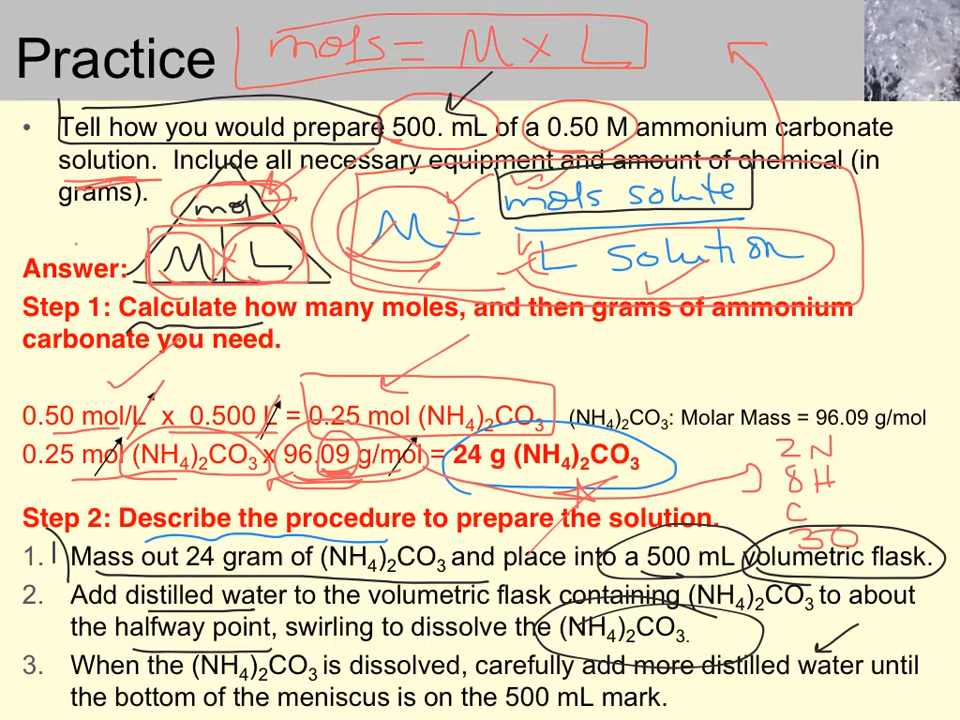 Practice
mols = M × L
• Tell how you would prepare 500. mL of a 0.50 M ammonium carbonate
solution. Include all necessary equipment and amount of chemical (in
grams).
mol
M × L
M = mols solute
L solution
Answer:
Step 1: Calculate how many moles, and then grams of ammonium
carbonate you need.
0.50 mol/L x 0.500 L = 0.25 mol (NH₄)₂CO₃ (NH₄)₂CO₃: Molar Mass = 96.09 g/mol
0.25 mol (NH₄)₂CO₃ x 96.09 g/mol = 24 g (NH₄)₂CO₃
2 N
8 H
C
3 O
Step 2: Describe the procedure to prepare the solution.
1. Mass out 24 gram of (NH₄)₂CO₃ and place into a 500 mL volumetric flask.
2. Add distilled water to the volumetric flask containing (NH₄)₂CO₃ to about
the halfway point, swirling to dissolve the (NH₄)₂CO₃.
3. When the (NH₄)₂CO₃ is dissolved, carefully add more distilled water until
the bottom of the meniscus is on the 500 mL mark.